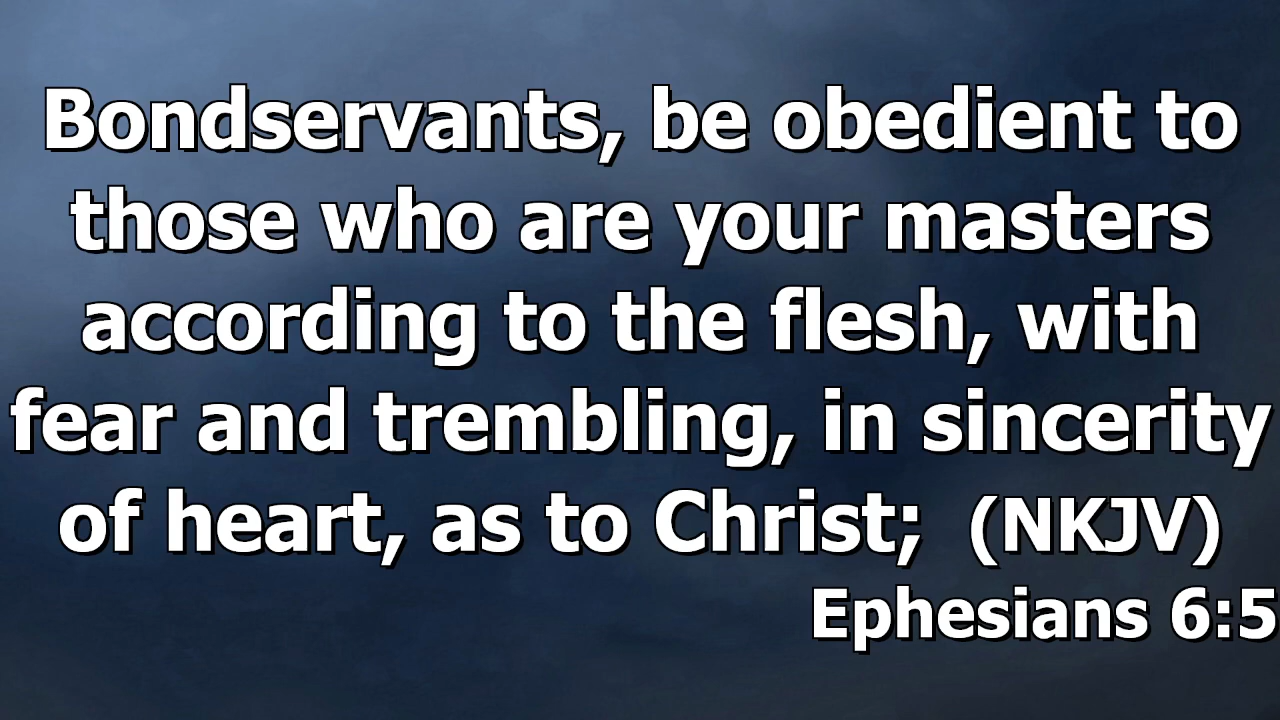 Bondservants, be obedient to
those who are your masters
according to the flesh, with
fear and trembling, in sincerity
of heart, as to Christ;  (NKJV)
Ephesians 6:5